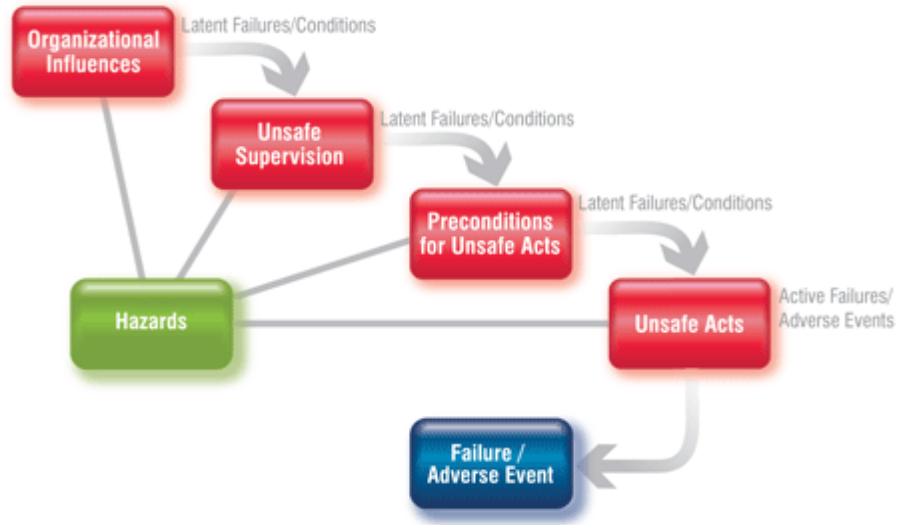 Organizational
Influences
Latent Failures/Conditions
Unsafe
Supervision
Latent Failures/Conditions
Preconditions
for Unsafe Acts
Latent Failures/Conditions
Hazards
Unsafe Acts
Active Failures/
Adverse Events
Failure /
Adverse Event